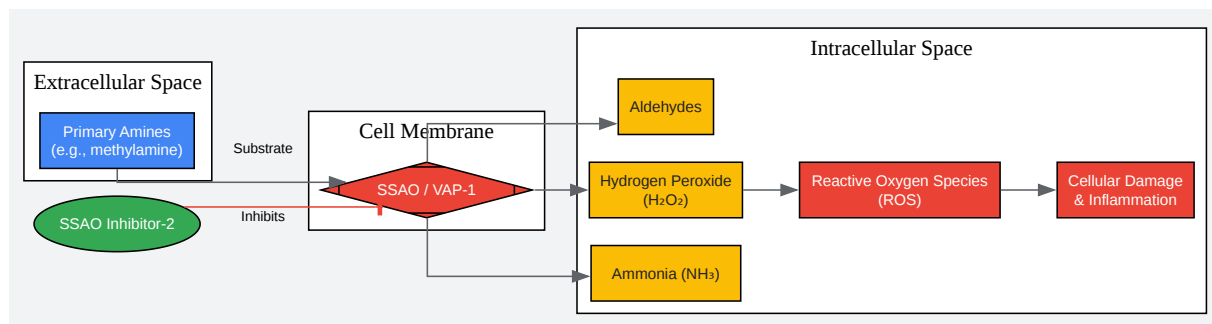 Extracellular Space
Primary Amines
(e.g., methylamine)
SSAO Inhibitor-2
Substrate
Inhibits
Cell Membrane
SSAO / VAP-1
Intracellular Space
Aldehydes
Hydrogen Peroxide
(H₂O₂)
Ammonia (NH₃)
Reactive Oxygen Species
(ROS)
Cellular Damage
& Inflammation